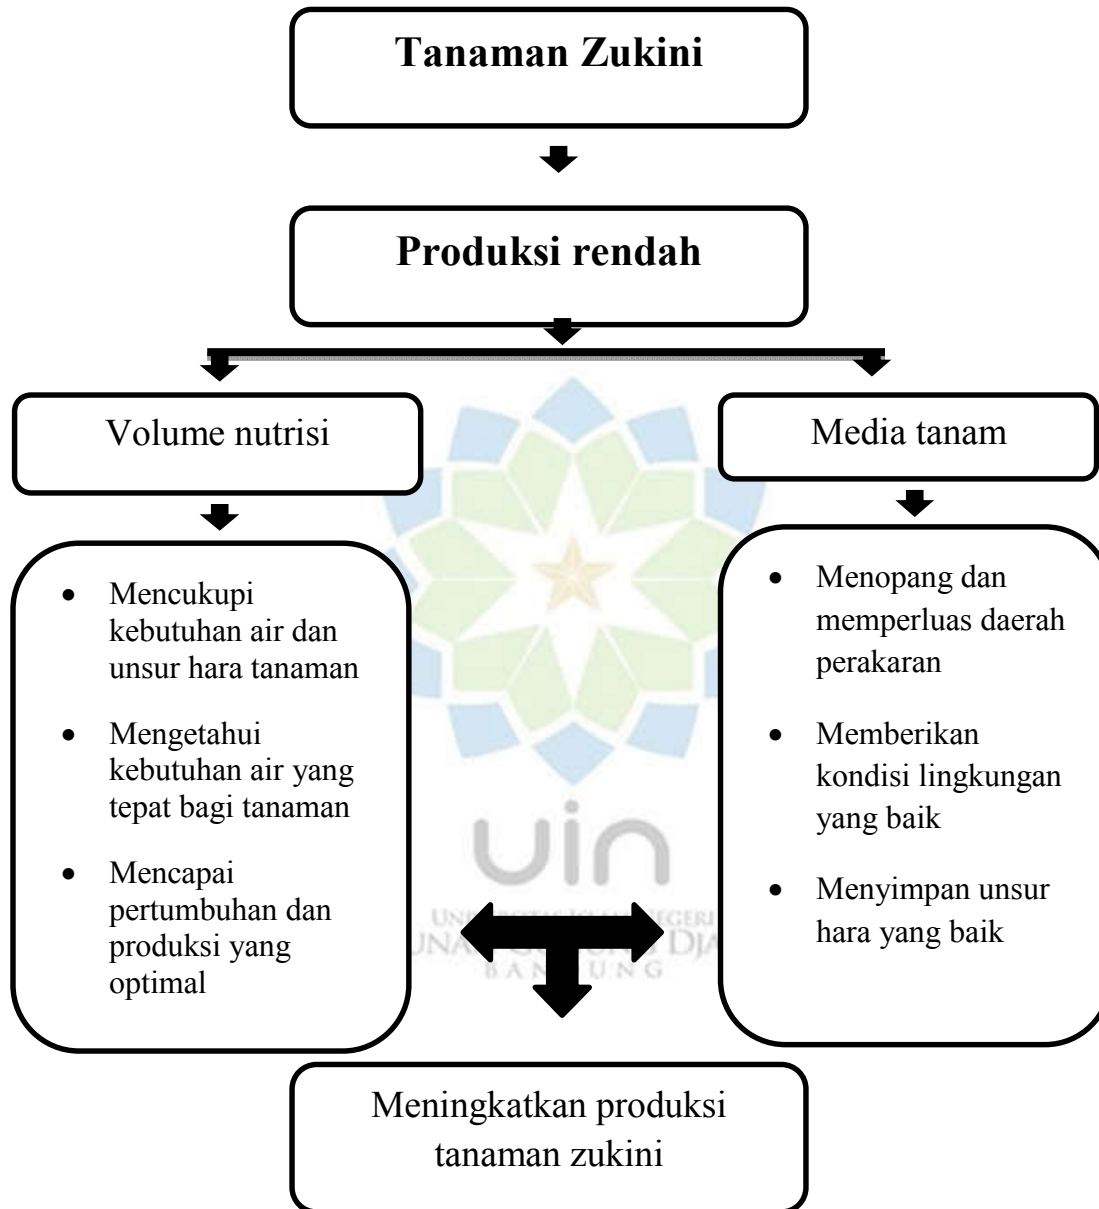 Tanaman Zukini
Produksi rendah
Volume nutrisi
Media tanam
• Mencukupi
kebutuhan air dan
unsur hara tanaman
• Mengetahui
kebutuhan air yang
tepat bagi tanaman
• Mencapai
pertumbuhan dan
produksi yang
optimal
• Menopang dan
memperluas daerah
perakaran
• Memberikan
kondisi lingkungan
yang baik
• Menyimpan unsur
hara yang baik
uin
Meningkatkan produksi
tanaman zukini